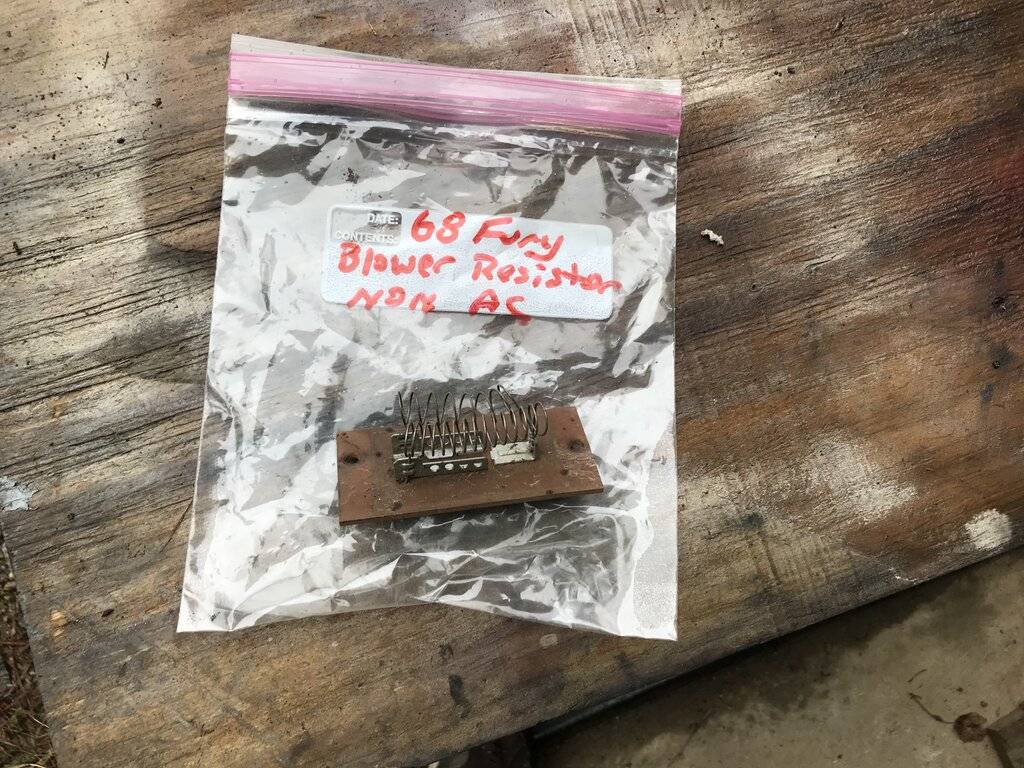 DATE: 68 Fury
CONTENTS: Blower Resistor
NON AC